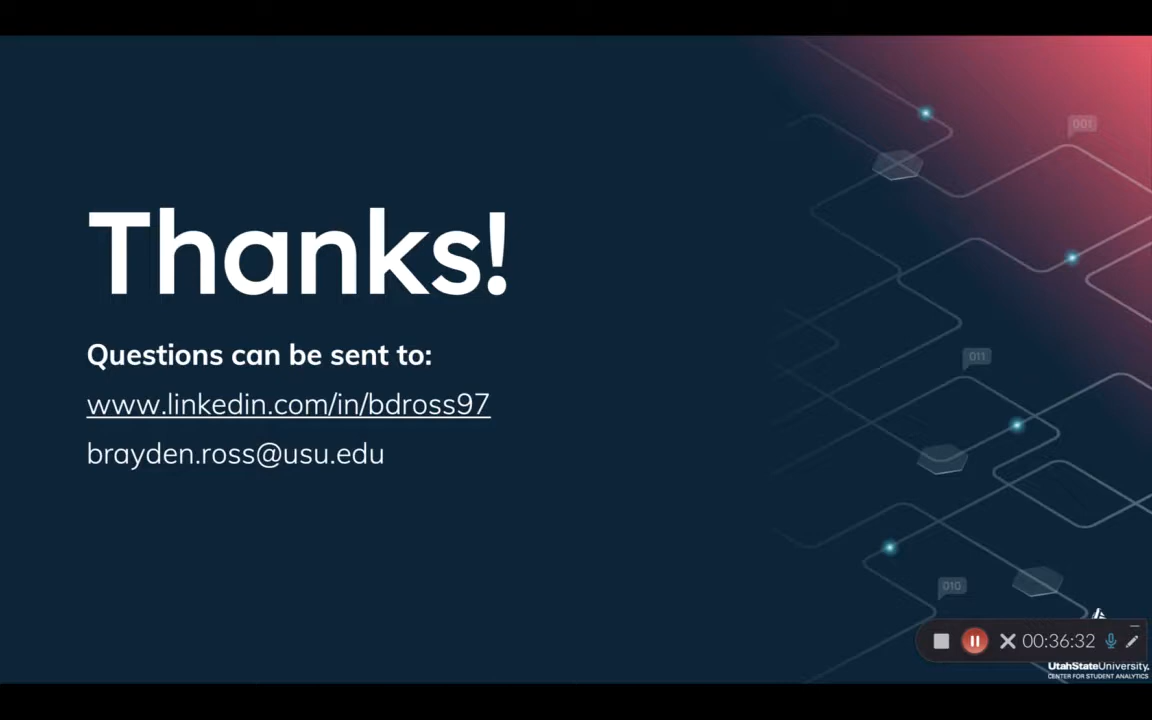 001
Thanks!
Questions can be sent to:
www.linkedin.com/in/bdross97
011
brayden.ross@usu.edu
010
00:36:32
UtahStateUniversity.
CENTER FOR STUDENT ANALYTICS